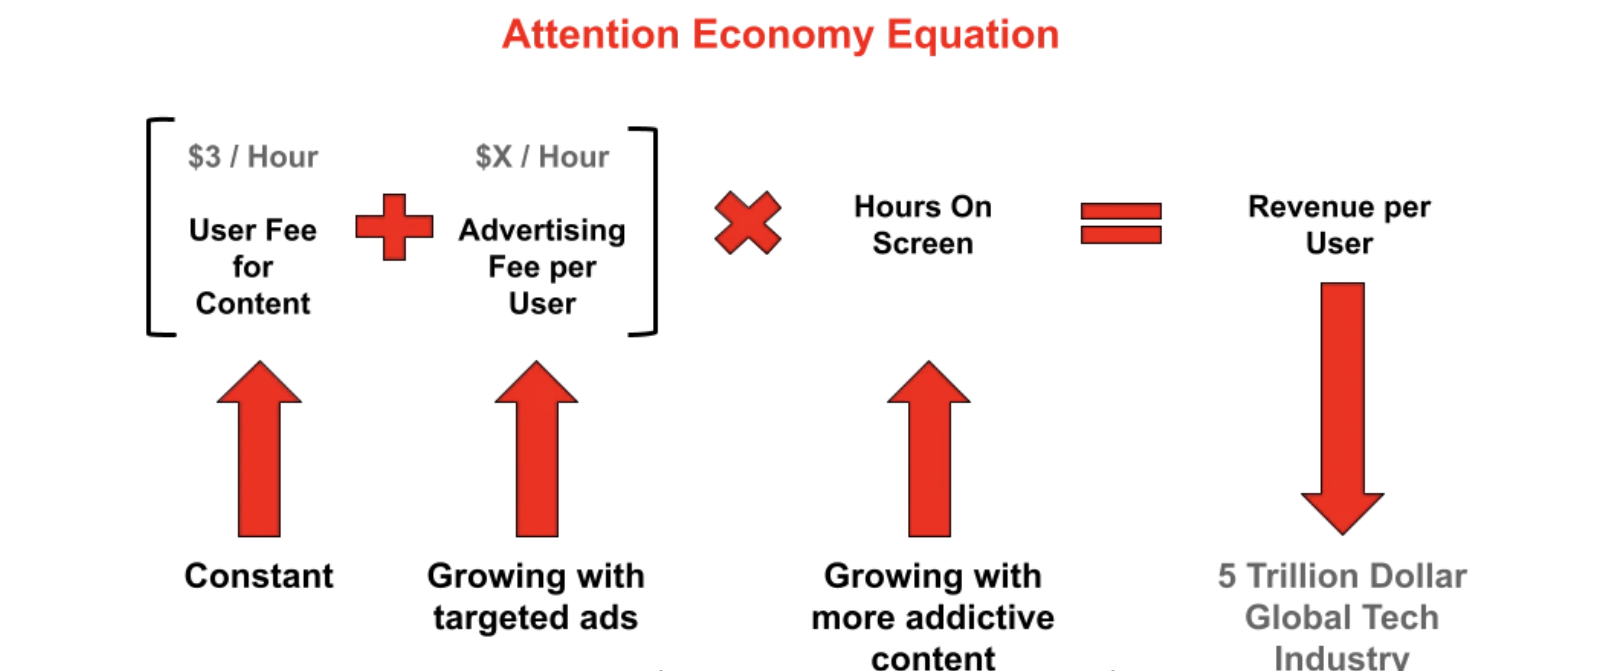 Attention Economy Equation
$3 / Hour
User Fee
for
Content
$X / Hour
Advertising
Fee per
User
Hours On
Screen
Revenue per
User
Constant
Growing with
targeted ads
Growing with
more addictive
content
5 Trillion Dollar
Global Tech
Industry